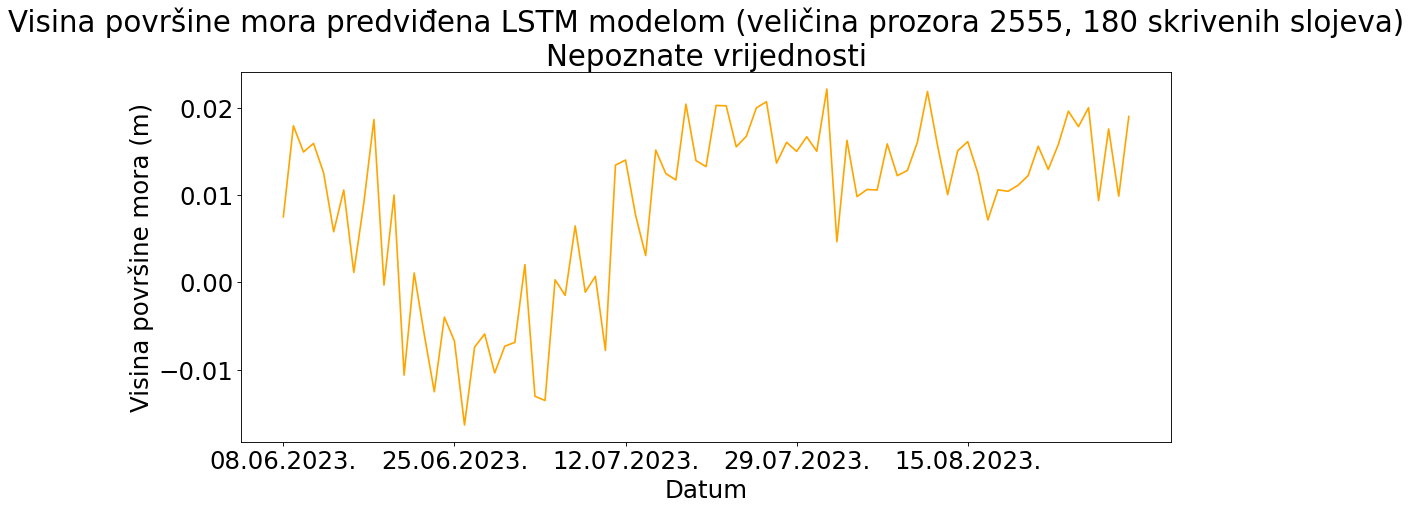 Visina površine mora predviđena LSTM modelom (veličina prozora 2555, 180 skrivenih slojeva)
Nepoznate vrijednosti
Visina površine mora (m)
0.02
0.01
0.00
−0.01
08.06.2023. 25.06.2023. 12.07.2023. 29.07.2023. 15.08.2023.
Datum